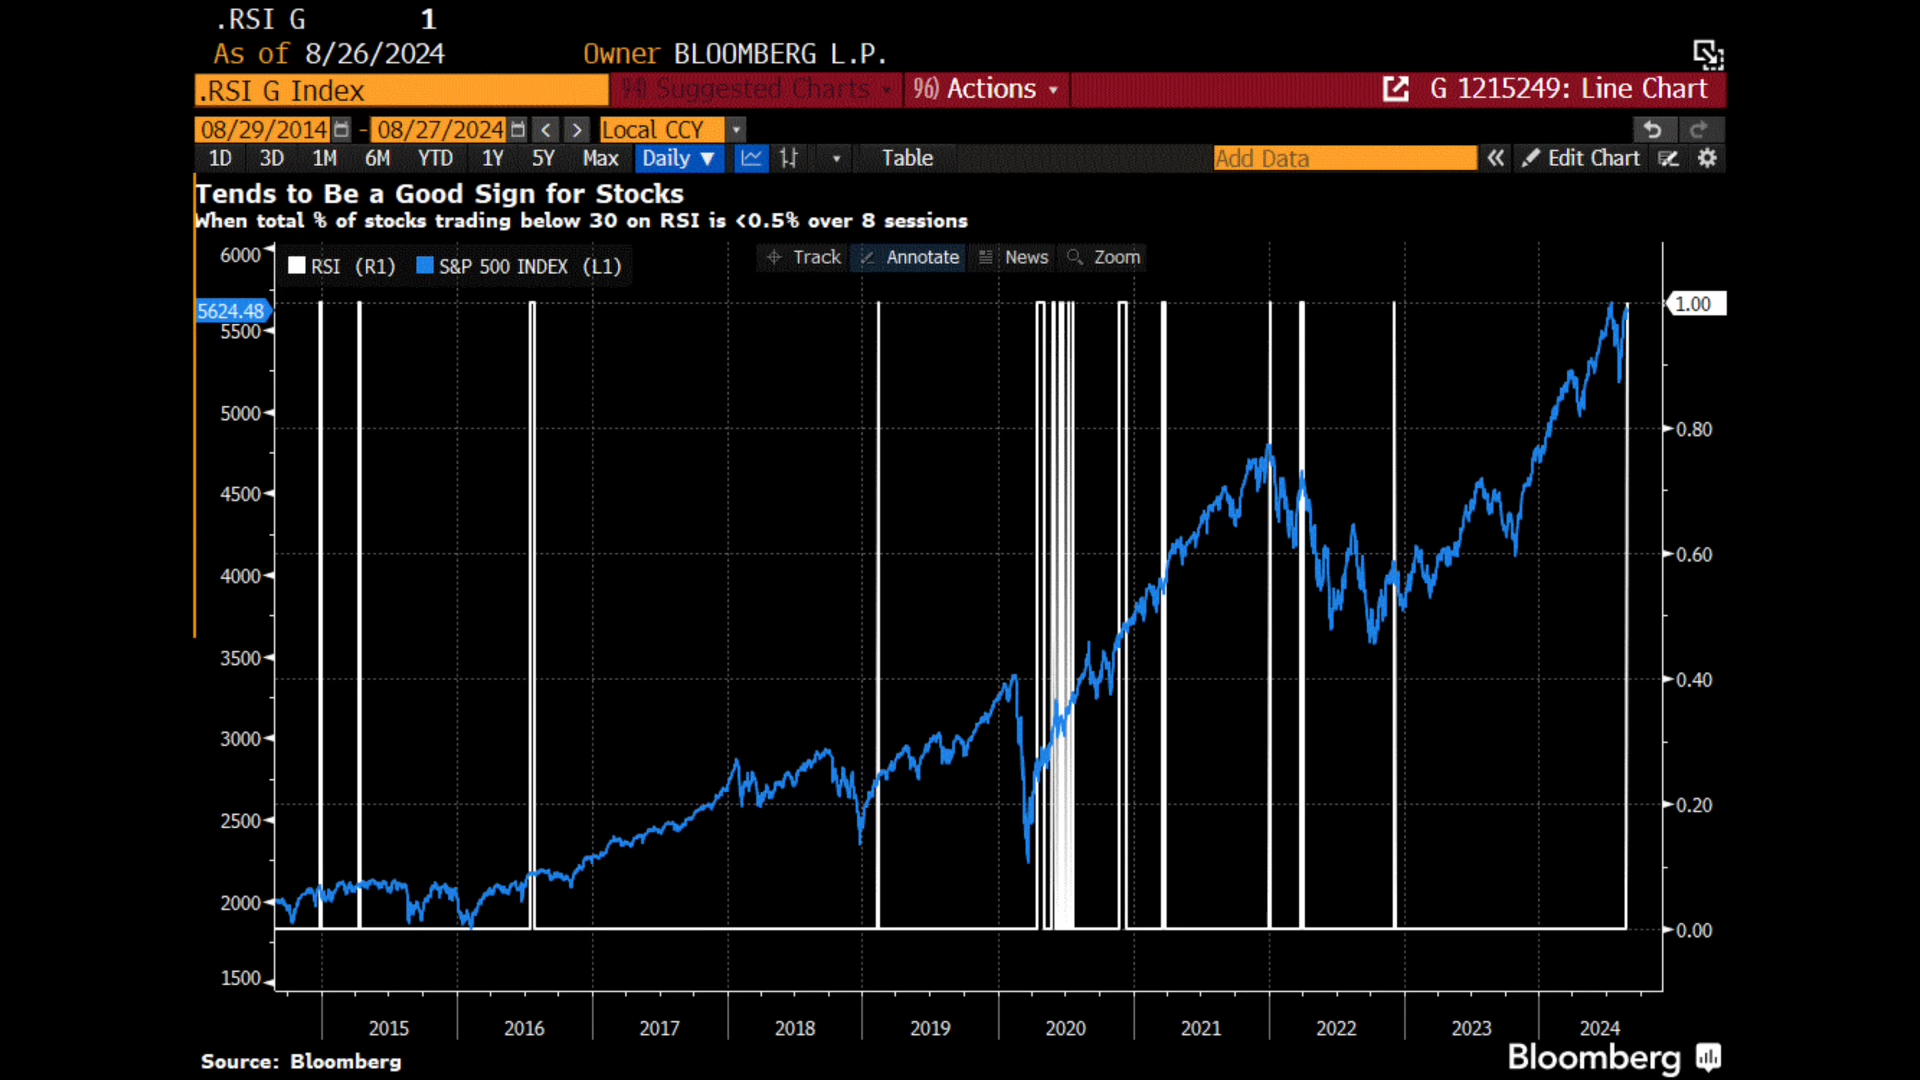 .RSI G 1
As of 8/26/2024 Owner BLOOMBERG L.P.
.RSI G Index 94) Suggested Charts 96) Actions G 1215249: Line Chart
08/29/2014 - 08/27/2024 < > Local CCY
1D 3D 1M 6M YTD 1Y 5Y Max Daily ▼ Table Add Data « Edit Chart
Tends to Be a Good Sign for Stocks
When total % of stocks trading below 30 on RSI is <0.5% over 8 sessions
RSI (R1) S&P 500 INDEX (L1) Track Annotate News Zoom
6000
5624.48 1.00
5500
5000 0.80
4500
4000 0.60
3500 0.40
3000
2500 0.20
2000 0.00
1500
2015 2016 2017 2018 2019 2020 2021 2022 2023 2024
Source: Bloomberg Bloomberg